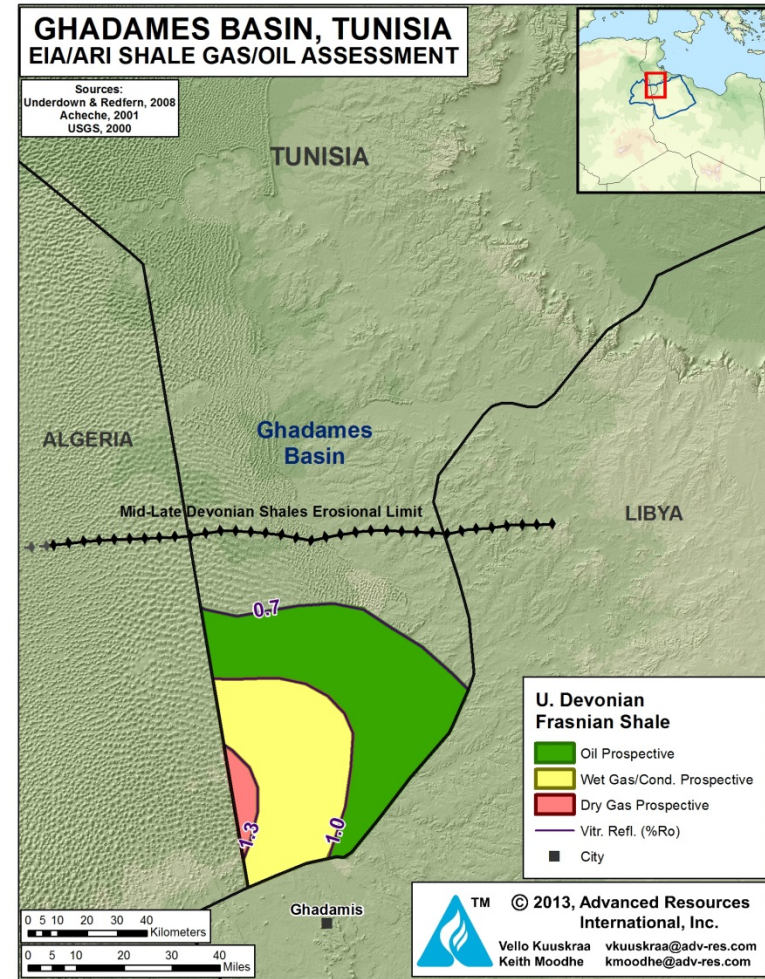 GHADAMES BASIN, TUNISIA
EIA/ARI SHALE GAS/OIL ASSESSMENT
Sources:
Underdown & Redfern, 2008
Acheche, 2001
USGS, 2000
TUNISIA
ALGERIA
Ghadames
Basin
Mid-Late Devonian Shales Erosional Limit
LIBYA
0.7
1.3
1.0
U. Devonian
Frasnian Shale
Oil Prospective
Wet Gas/Cond. Prospective
Dry Gas Prospective
Vitr. Refl. (%Ro)
City
Ghadamis
0 5 10 20 30 40
Kilometers
0 5 10 20 30 40
Miles
TM
© 2013, Advanced Resources
International, Inc.
Vello Kuuskraa vkuuskraa@adv-res.com
Keith Moodhe kmoodhe@adv-res.com